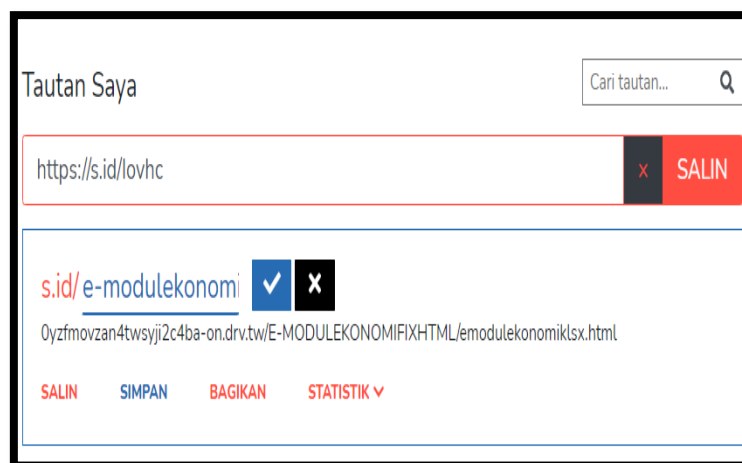 Tautan Saya
Cari tautan...
https://s.id/lovhc
x SALIN
s.id/ e-modulekonomi
0yzfmovzan4twsyji2c4ba-on.drv.tw/E-MODULEKONOMIFIXHTML/emodulekonomiklsx.html
SALIN SIMPAN BAGIKAN STATISTIK